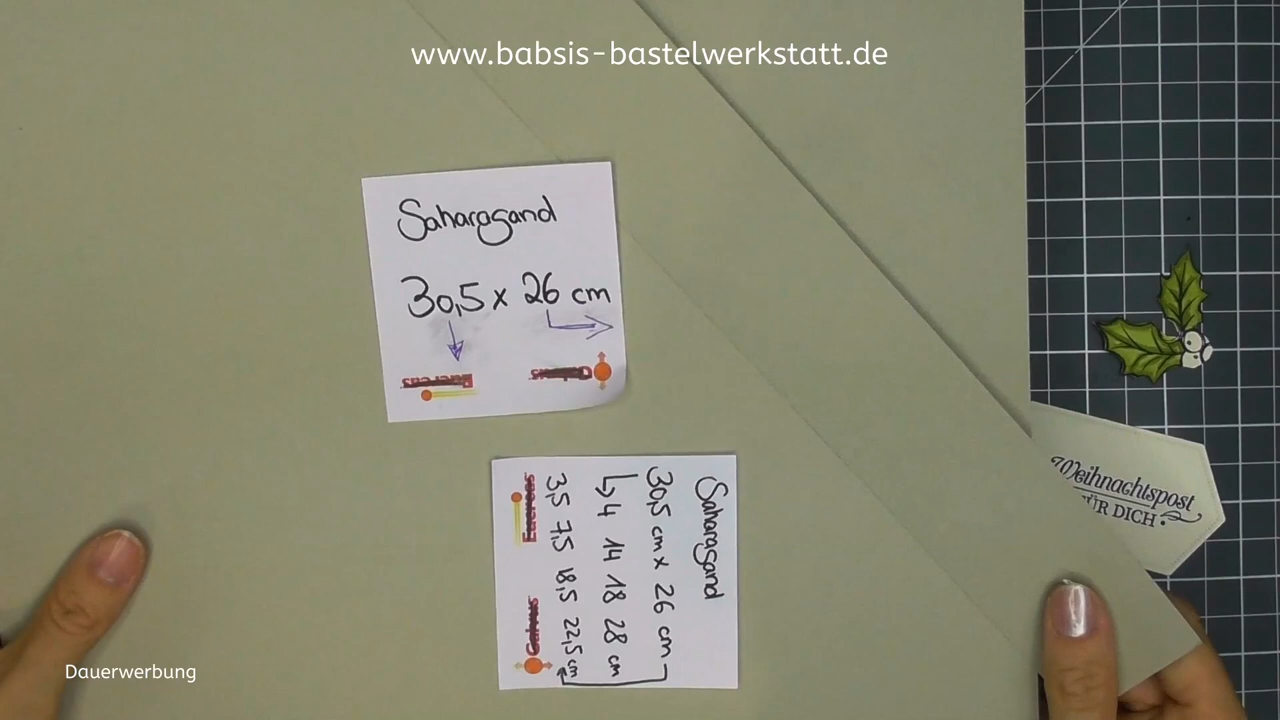 www.babsis-bastelwerkstatt.de
Saharasand
30,5 x 26 cm
Saharasand
30,5 cm x 26 cm
4 14 18 28 cm
3,5 7,5 18,5 22,5 cm
Weihnachtspost
FÜR DICH
Dauerwerbung